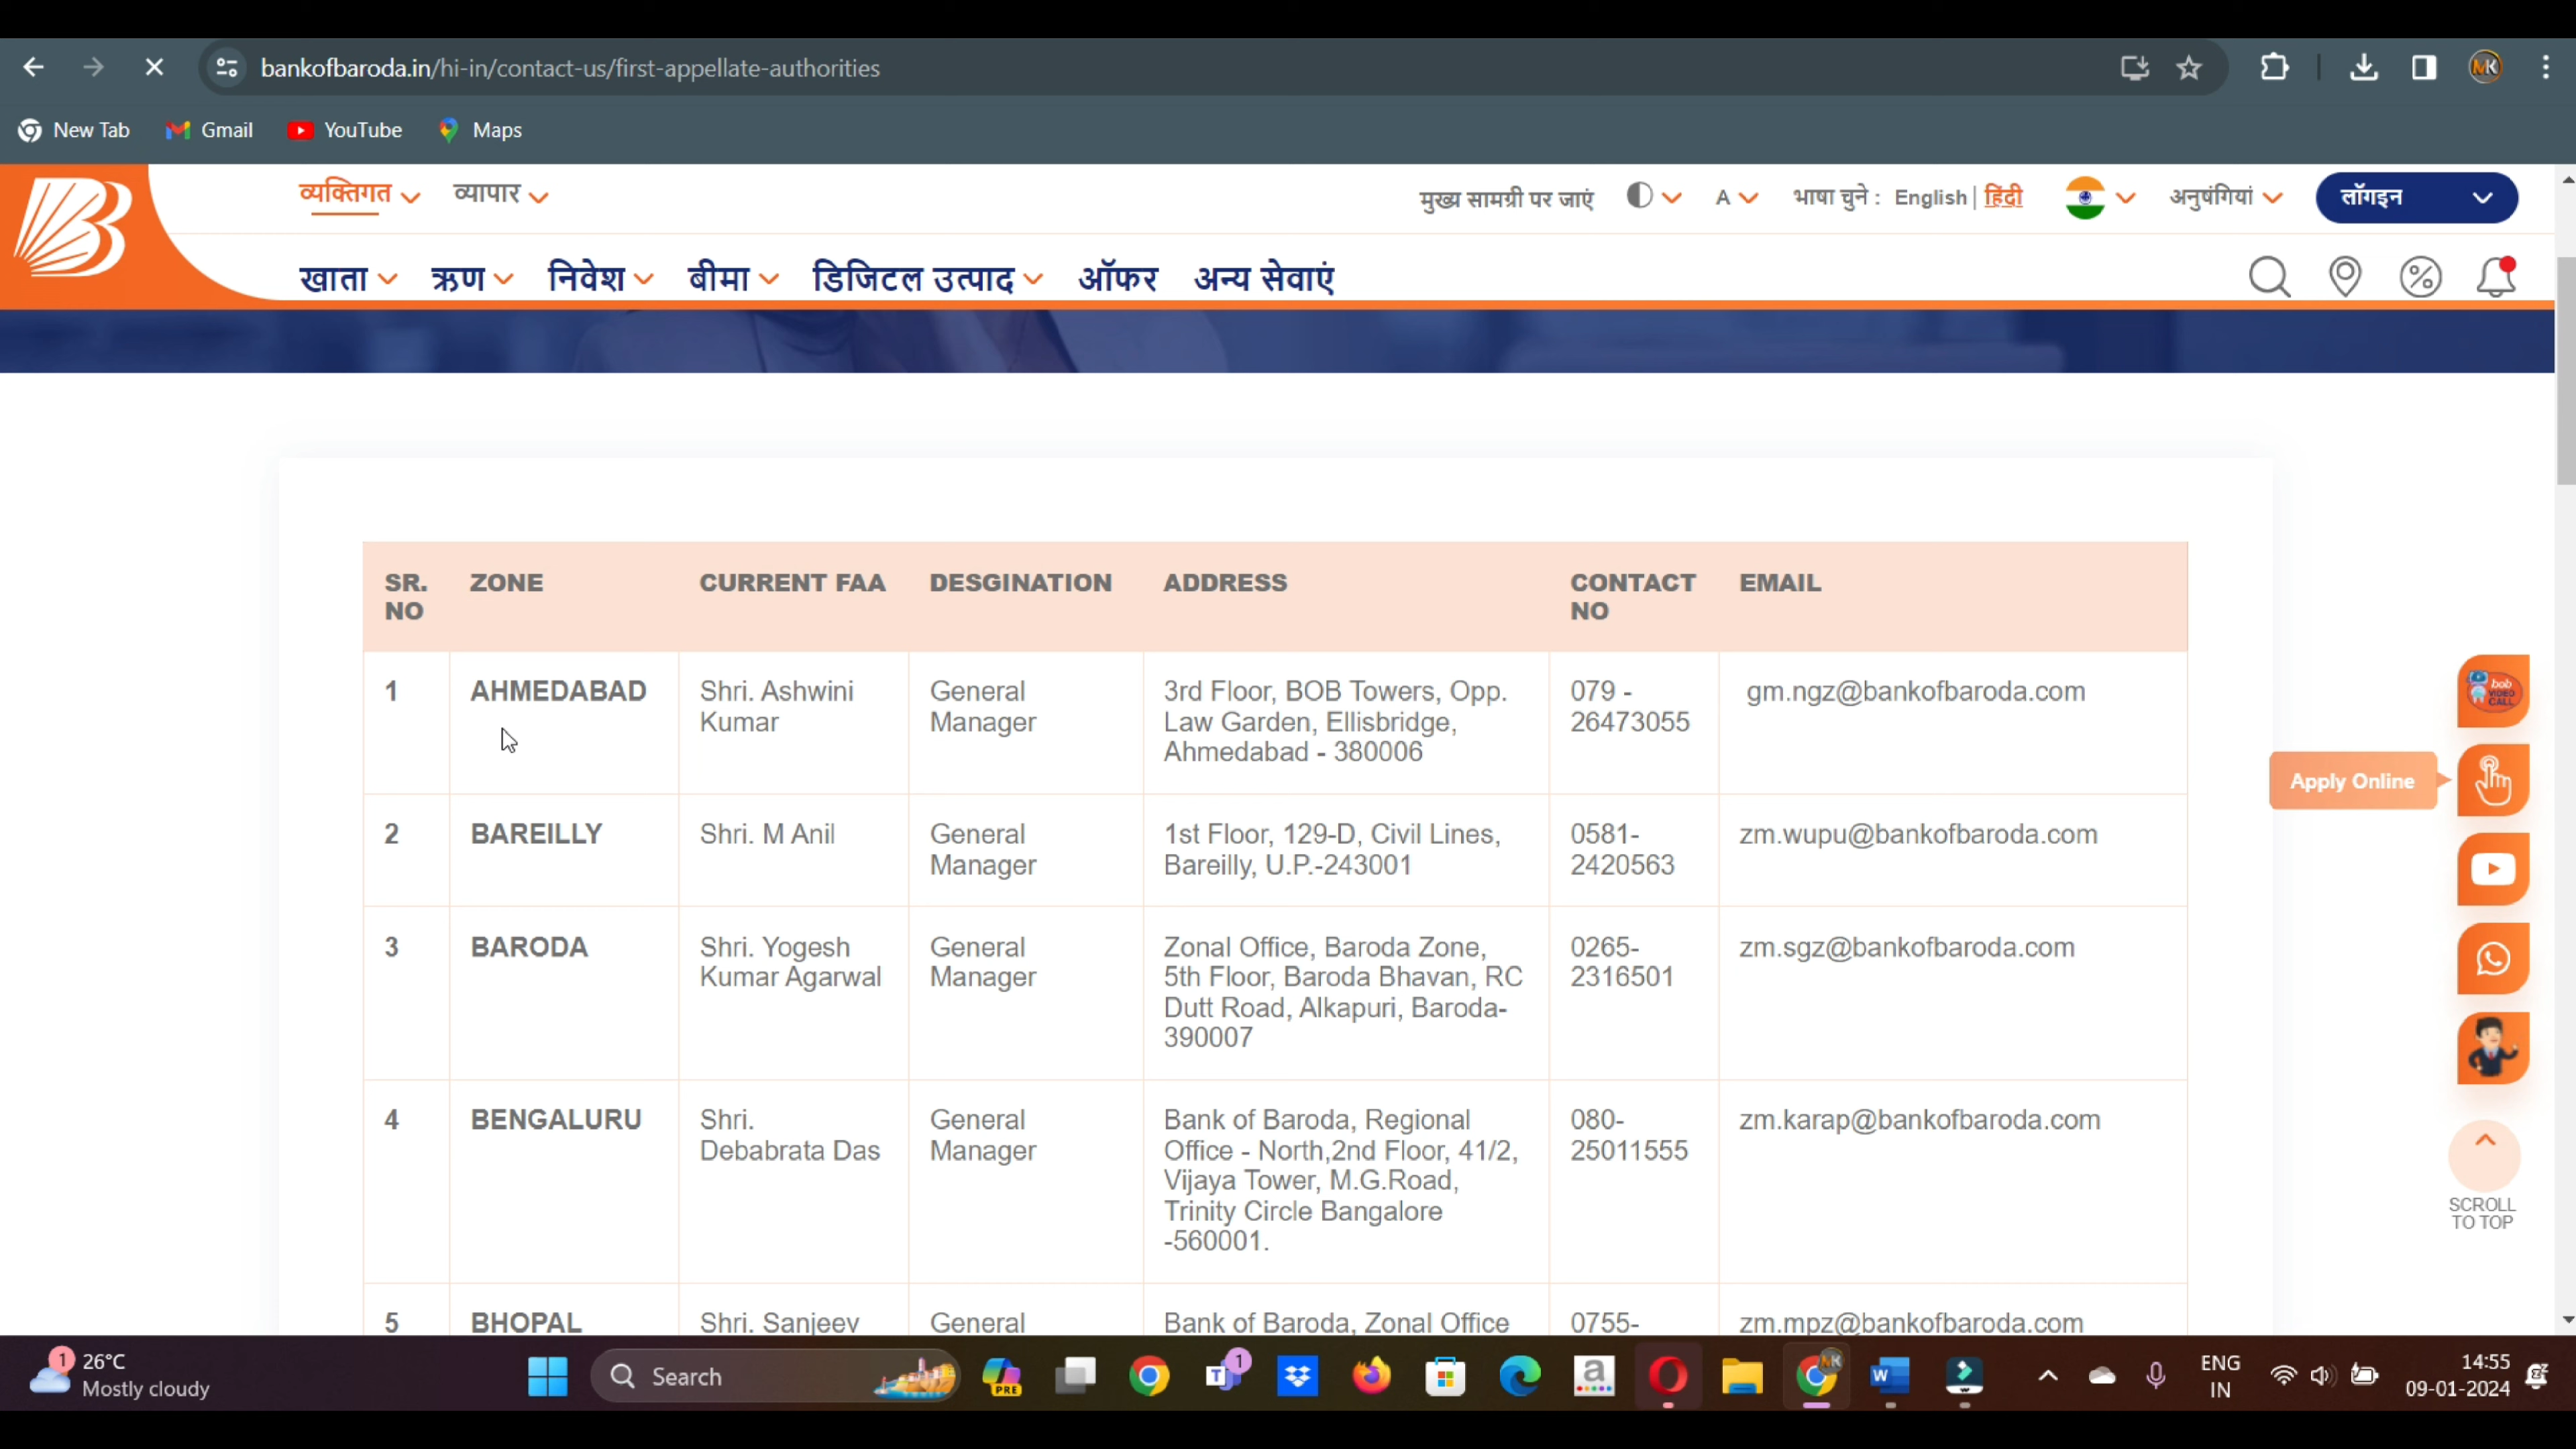 bankofbaroda.in/hi-in/contact-us/first-appellate-authorities
MK
New Tab Gmail YouTube Maps
व्यक्तिगत व्यापार
मुख्य सामग्री पर जाएं A भाषा चुने : English | हिंदी अनुषंगियां लॉगइन
खाता ऋण निवेश बीमा डिजिटल उत्पाद ऑफर अन्य सेवाएं
SR. NO ZONE CURRENT FAA DESGINATION ADDRESS CONTACT NO EMAIL
1 AHMEDABAD Shri. Ashwini General 3rd Floor, BOB Towers, Opp. 079 - gm.ngz@bankofbaroda.com
Kumar Manager Law Garden, Ellisbridge, 26473055
Ahmedabad - 380006
2 BAREILLY Shri. M Anil General 1st Floor, 129-D, Civil Lines, 0581- zm.wupu@bankofbaroda.com
Manager Bareilly, U.P.-243001 2420563
3 BARODA Shri. Yogesh General Zonal Office, Baroda Zone, 0265- zm.sgz@bankofbaroda.com
Kumar Agarwal Manager 5th Floor, Baroda Bhavan, RC 2316501
Dutt Road, Alkapuri, Baroda-
390007
4 BENGALURU Shri. General Bank of Baroda, Regional 080- zm.karap@bankofbaroda.com
Debabrata Das Manager Office - North,2nd Floor, 41/2, 25011555
Vijaya Tower, M.G.Road,
Trinity Circle Bangalore
-560001.
5 BHOPAL Shri. Sanjeev General Bank of Baroda, Zonal Office 0755- zm.mpz@bankofbaroda.com
bob
VIDEO
CALL
Apply Online
SCROLL
TO TOP
1 26°C
Mostly cloudy
Search
PRE
1
a
MK
W
ENG
IN
14:55
09-01-2024